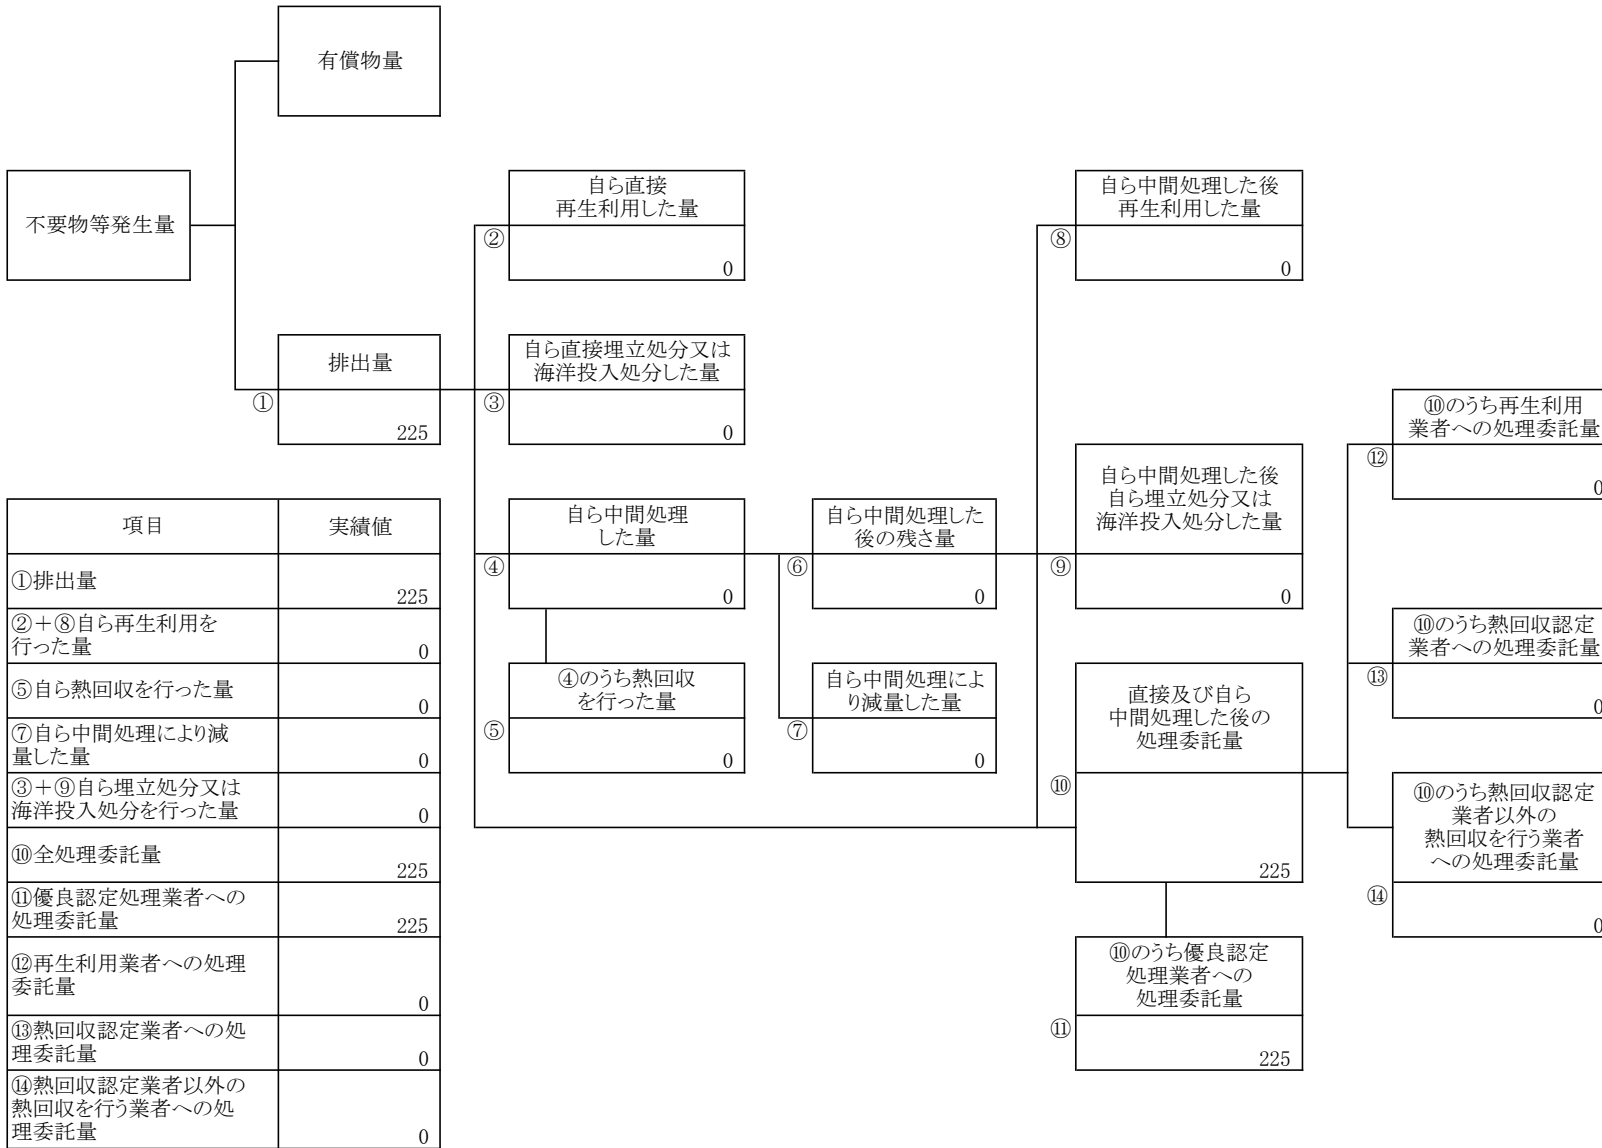 有償物量
不要物等発生量
排出量
①
225
自ら直接
再生利用した量
②
0
自ら直接埋立処分又は
海洋投入処分した量
③
0
自ら中間処理
した量
④
0
④のうち熱回収
を行った量
⑤
0
自ら中間処理した
後の残さ量
⑥
0
自ら中間処理によ
り減量した量
⑦
0
自ら中間処理した後
再生利用した量
⑧
0
自ら中間処理した後
自ら埋立処分又は
海洋投入処分した量
⑨
0
直接及び自ら
中間処理した後の
処理委託量
⑩
225
⑩のうち優良認定
処理業者への
処理委託量
⑪
225
⑩のうち再生利用
業者への処理委託量
⑫
0
⑩のうち熱回収認定
業者への処理委託量
⑬
0
⑩のうち熱回収認定
業者以外の
熱回収を行う業者
への処理委託量
⑭
0
項目 実績値
①排出量
225
②+⑧自ら再生利用を
行った量
0
⑤自ら熱回収を行った量
0
⑦自ら中間処理により減
量した量
0
③+⑨自ら埋立処分又は
海洋投入処分を行った量
0
⑩全処理委託量
225
⑪優良認定処理業者への
処理委託量
225
⑫再生利用業者への処理
委託量
0
⑬熱回収認定業者への処
理委託量
0
⑭熱回収認定業者以外の
熱回収を行う業者への処
理委託量
0